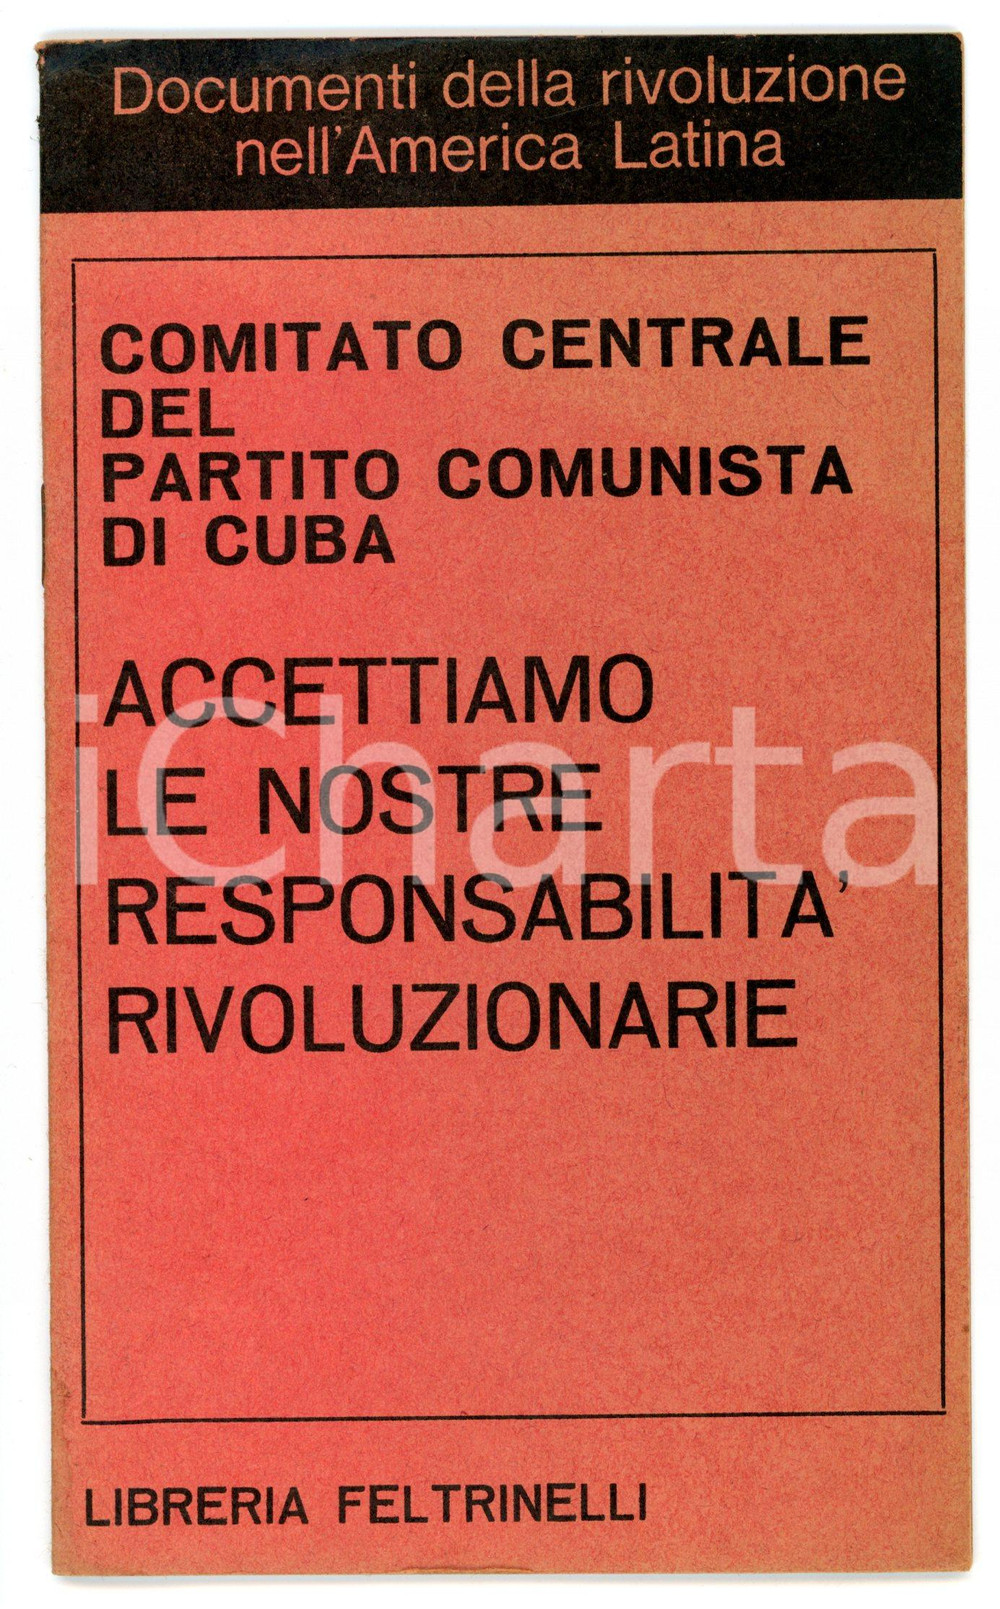 Documenti della rivoluzione
nell'America Latina
COMITATO CENTRALE
DEL
PARTITO COMUNISTA
DI CUBA
ACCETTIAMO
LE NOSTRE
RESPONSABILITA'
RIVOLUZIONARIE
iCharta
LIBRERIA FELTRINELLI